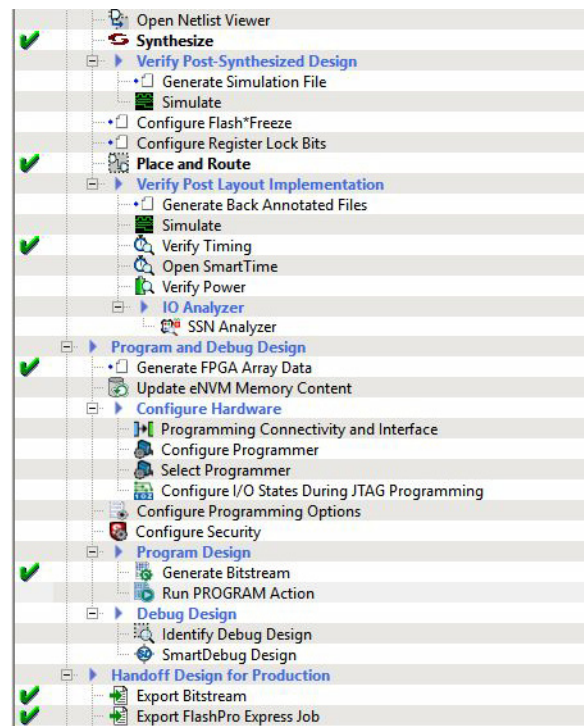 Open Netlist Viewer
Synthesize
Verify Post-Synthesized Design
Generate Simulation File
Simulate
Configure Flash*Freeze
Configure Register Lock Bits
Place and Route
Verify Post Layout Implementation
Generate Back Annotated Files
Simulate
Verify Timing
Open SmartTime
Verify Power
IO Analyzer
SSN Analyzer
Program and Debug Design
Generate FPGA Array Data
Update eNVM Memory Content
Configure Hardware
Programming Connectivity and Interface
Configure Programmer
Select Programmer
Configure I/O States During JTAG Programming
Configure Programming Options
Configure Security
Program Design
Generate Bitstream
Run PROGRAM Action
Debug Design
Identify Debug Design
SmartDebug Design
Handoff Design for Production
Export Bitstream
Export FlashPro Express Job